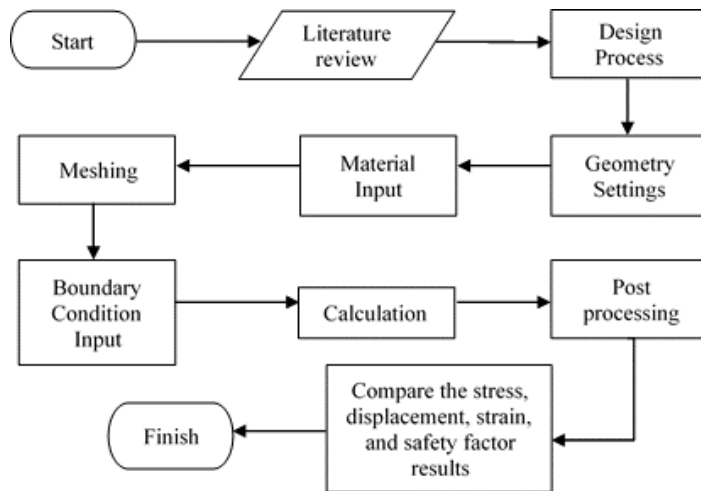 Start
Literature
review
Design
Process
Geometry
Settings
Material
Input
Meshing
Boundary
Condition
Input
Calculation
Post
processing
Compare the stress,
displacement, strain,
and safety factor
results
Finish